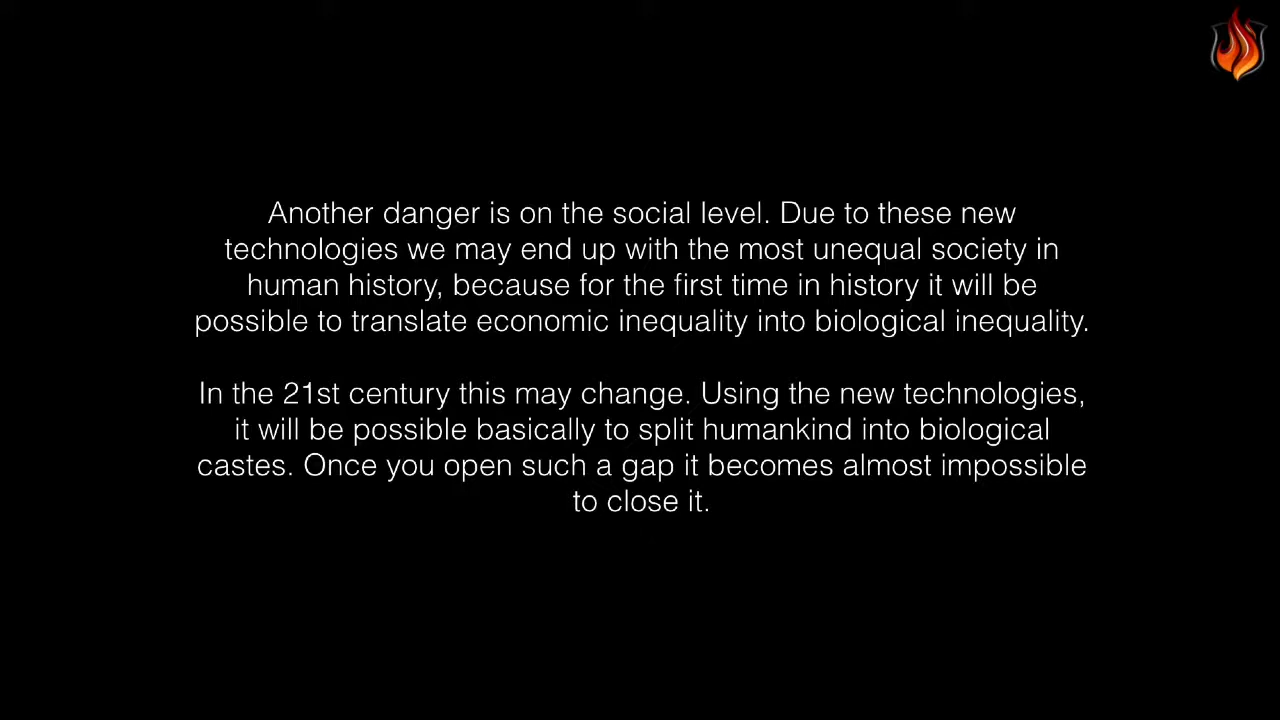 Another danger is on the social level. Due to these new
technologies we may end up with the most unequal society in
human history, because for the first time in history it will be
possible to translate economic inequality into biological inequality.
In the 21st century this may change. Using the new technologies,
it will be possible basically to split humankind into biological
castes. Once you open such a gap it becomes almost impossible
to close it.